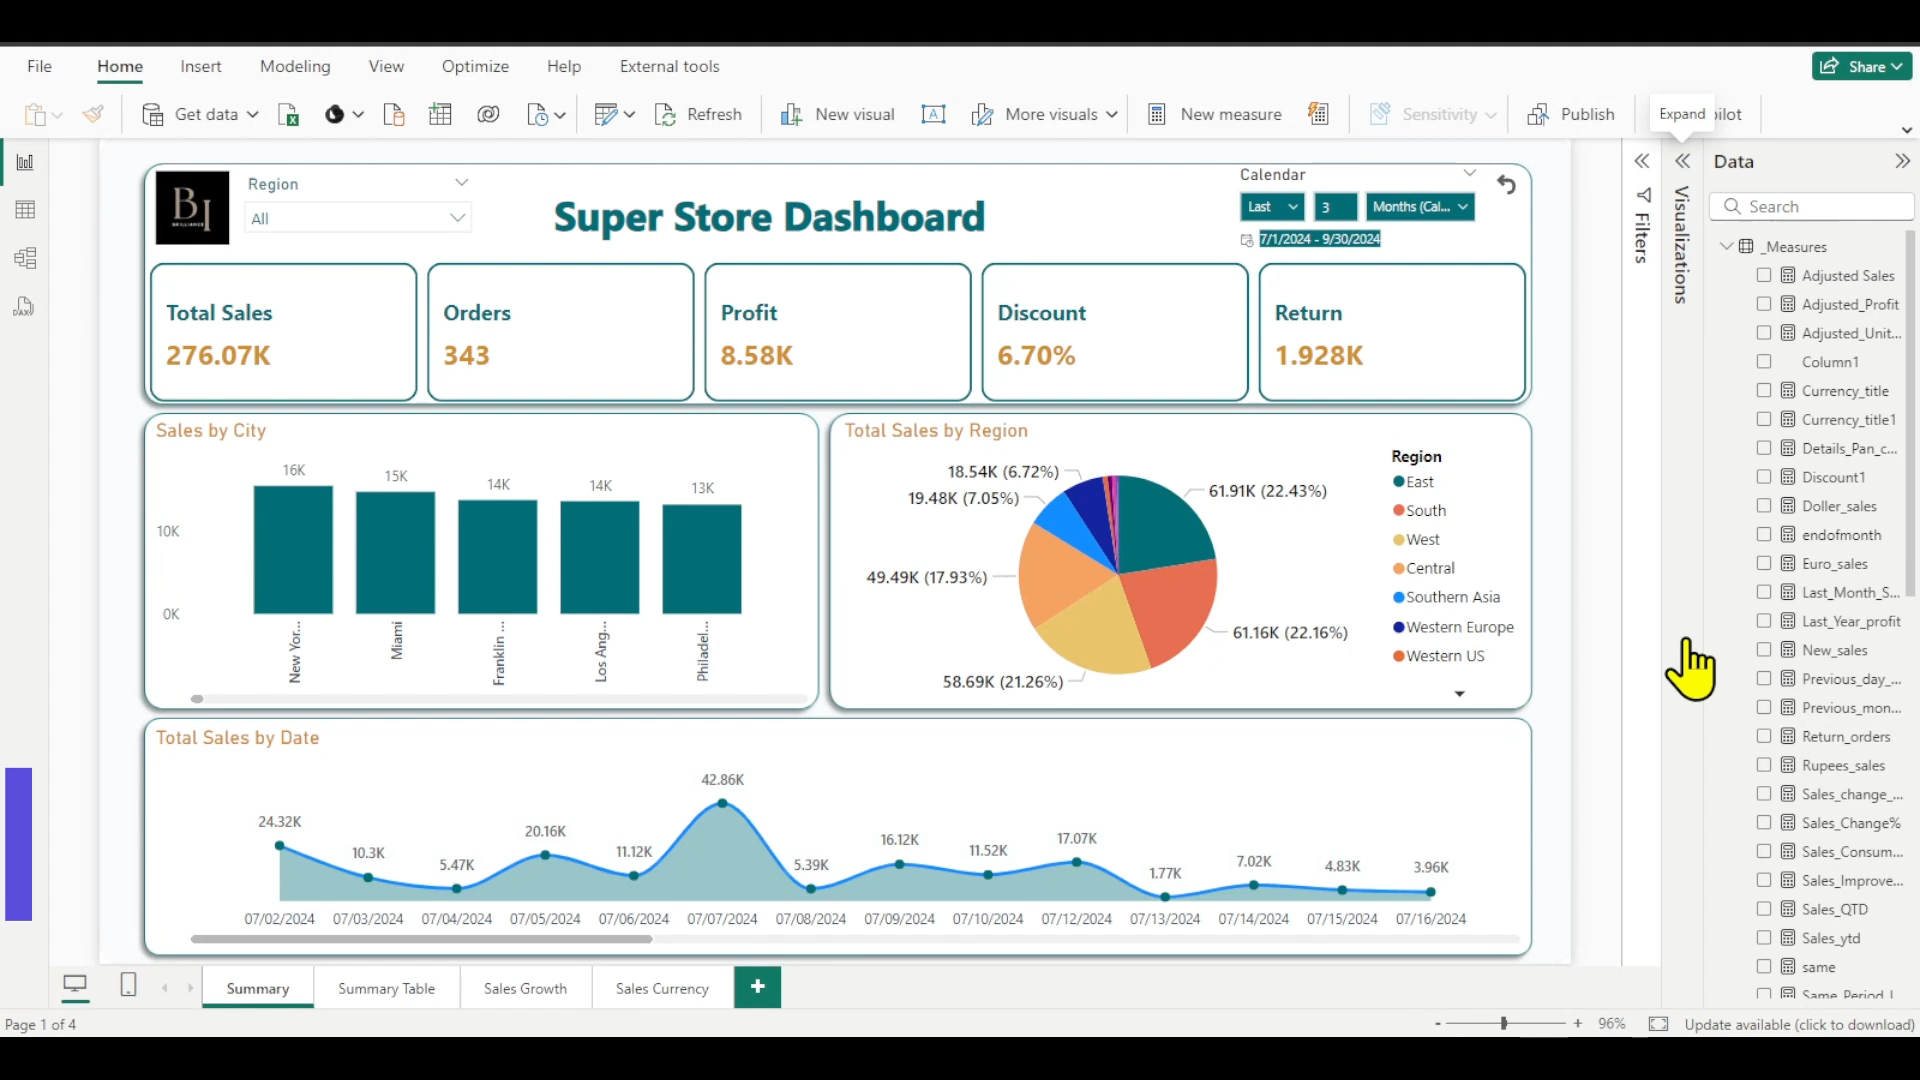 File Home Insert Modeling View Optimize Help External tools Share
Get data Refresh New visual More visuals New measure Sensitivity Publish Expand pilot
BI
BRILLIANCE
Region
All
Super Store Dashboard
Calendar
Last 3 Months (Cal...
7/1/2024 - 9/30/2024
Total Sales
276.07K
Orders
343
Profit
8.58K
Discount
6.70%
Return
1.928K
Sales by City
16K 15K 14K 14K 13K
10K
0K
New Yor... Miami Franklin ... Los Ang... Philadel...
Total Sales by Region
18.54K (6.72%)
19.48K (7.05%)
61.91K (22.43%)
49.49K (17.93%)
61.16K (22.16%)
58.69K (21.26%)
Region
East
South
West
Central
Southern Asia
Western Europe
Western US
Total Sales by Date
24.32K 10.3K 5.47K 20.16K 11.12K 42.86K 5.39K 16.12K 11.52K 17.07K 1.77K 7.02K 4.83K 3.96K
07/02/2024 07/03/2024 07/04/2024 07/05/2024 07/06/2024 07/07/2024 07/08/2024 07/09/2024 07/10/2024 07/12/2024 07/13/2024 07/14/2024 07/15/2024 07/16/2024
Filters
Visualizations
Data
Search
_Measures
Adjusted Sales
Adjusted_Profit
Adjusted_Unit...
Column1
Currency_title
Currency_title1
Details_Pan_c...
Discount1
Doller_sales
endofmonth
Euro_sales
Last_Month_S...
Last_Year_profit
New_sales
Previous_day_...
Previous_mon...
Return_orders
Rupees_sales
Sales_change_...
Sales_Change%
Sales_Consum...
Sales_Improve...
Sales_QTD
Sales_ytd
same
Summary Summary Table Sales Growth Sales Currency +
Page 1 of 4
- + 96% Update available (click to download)